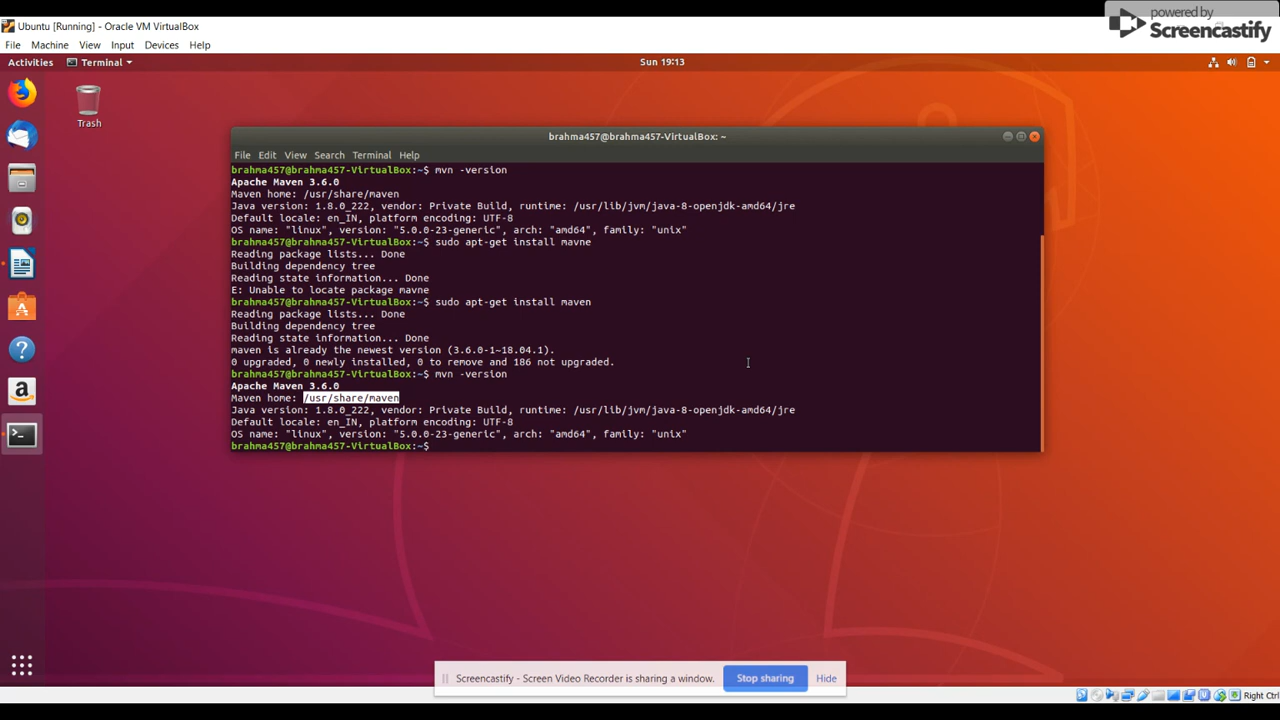 powered by
Screencastify
Ubuntu [Running] - Oracle VM VirtualBox
File Machine View Input Devices Help
Activities Terminal Sun 19:13
Trash
brahma457@brahma457-VirtualBox: ~
File Edit View Search Terminal Help
brahma457@brahma457-VirtualBox:~$ mvn -version
Apache Maven 3.6.0
Maven home: /usr/share/maven
Java version: 1.8.0_222, vendor: Private Build, runtime: /usr/lib/jvm/java-8-openjdk-amd64/jre
Default locale: en_IN, platform encoding: UTF-8
OS name: "linux", version: "5.0.0-23-generic", arch: "amd64", family: "unix"
brahma457@brahma457-VirtualBox:~$ sudo apt-get install mavne
Reading package lists... Done
Building dependency tree
Reading state information... Done
E: Unable to locate package mavne
brahma457@brahma457-VirtualBox:~$ sudo apt-get install maven
Reading package lists... Done
Building dependency tree
Reading state information... Done
maven is already the newest version (3.6.0-1~18.04.1).
0 upgraded, 0 newly installed, 0 to remove and 186 not upgraded.
brahma457@brahma457-VirtualBox:~$ mvn -version
Apache Maven 3.6.0
Maven home: /usr/share/maven
Java version: 1.8.0_222, vendor: Private Build, runtime: /usr/lib/jvm/java-8-openjdk-amd64/jre
Default locale: en_IN, platform encoding: UTF-8
OS name: "linux", version: "5.0.0-23-generic", arch: "amd64", family: "unix"
brahma457@brahma457-VirtualBox:~$
Screencastify - Screen Video Recorder is sharing a window. Stop sharing Hide
Right Ctrl